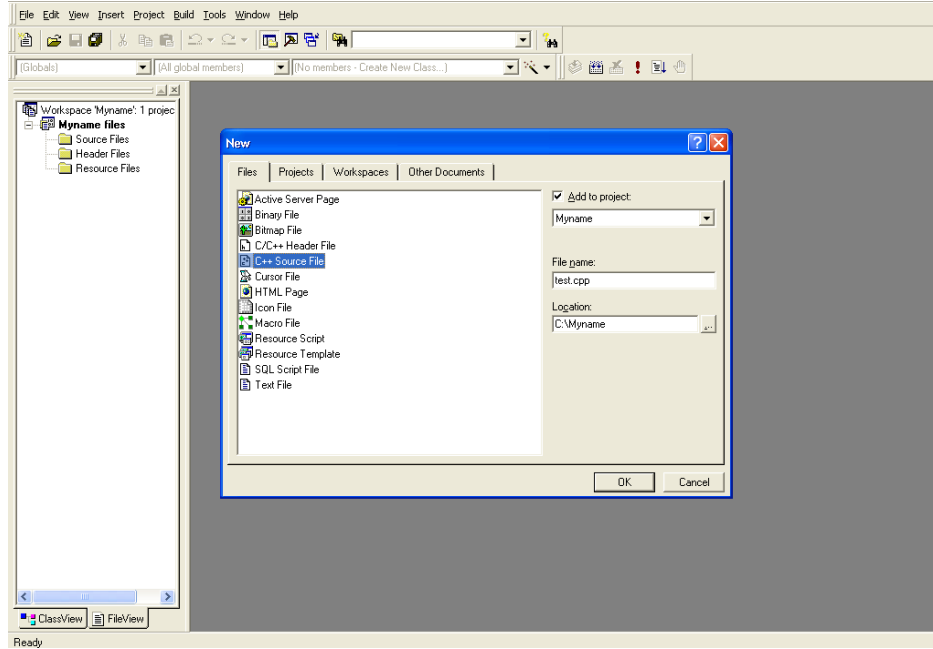 File Edit View Insert Project Build Tools Window Help
(Globals) (All global members) (No members - Create New Class...)
Workspace 'Myname': 1 projec
Myname files
Source Files
Header Files
Resource Files
ClassView FileView
New
Files Projects Workspaces Other Documents
Active Server Page
Binary File
Bitmap File
C/C++ Header File
C++ Source File
Cursor File
HTML Page
Icon File
Macro File
Resource Script
Resource Template
SQL Script File
Text File
Add to project:
Myname
File name:
test.cpp
Location:
C:\Myname
...
OK Cancel
Ready